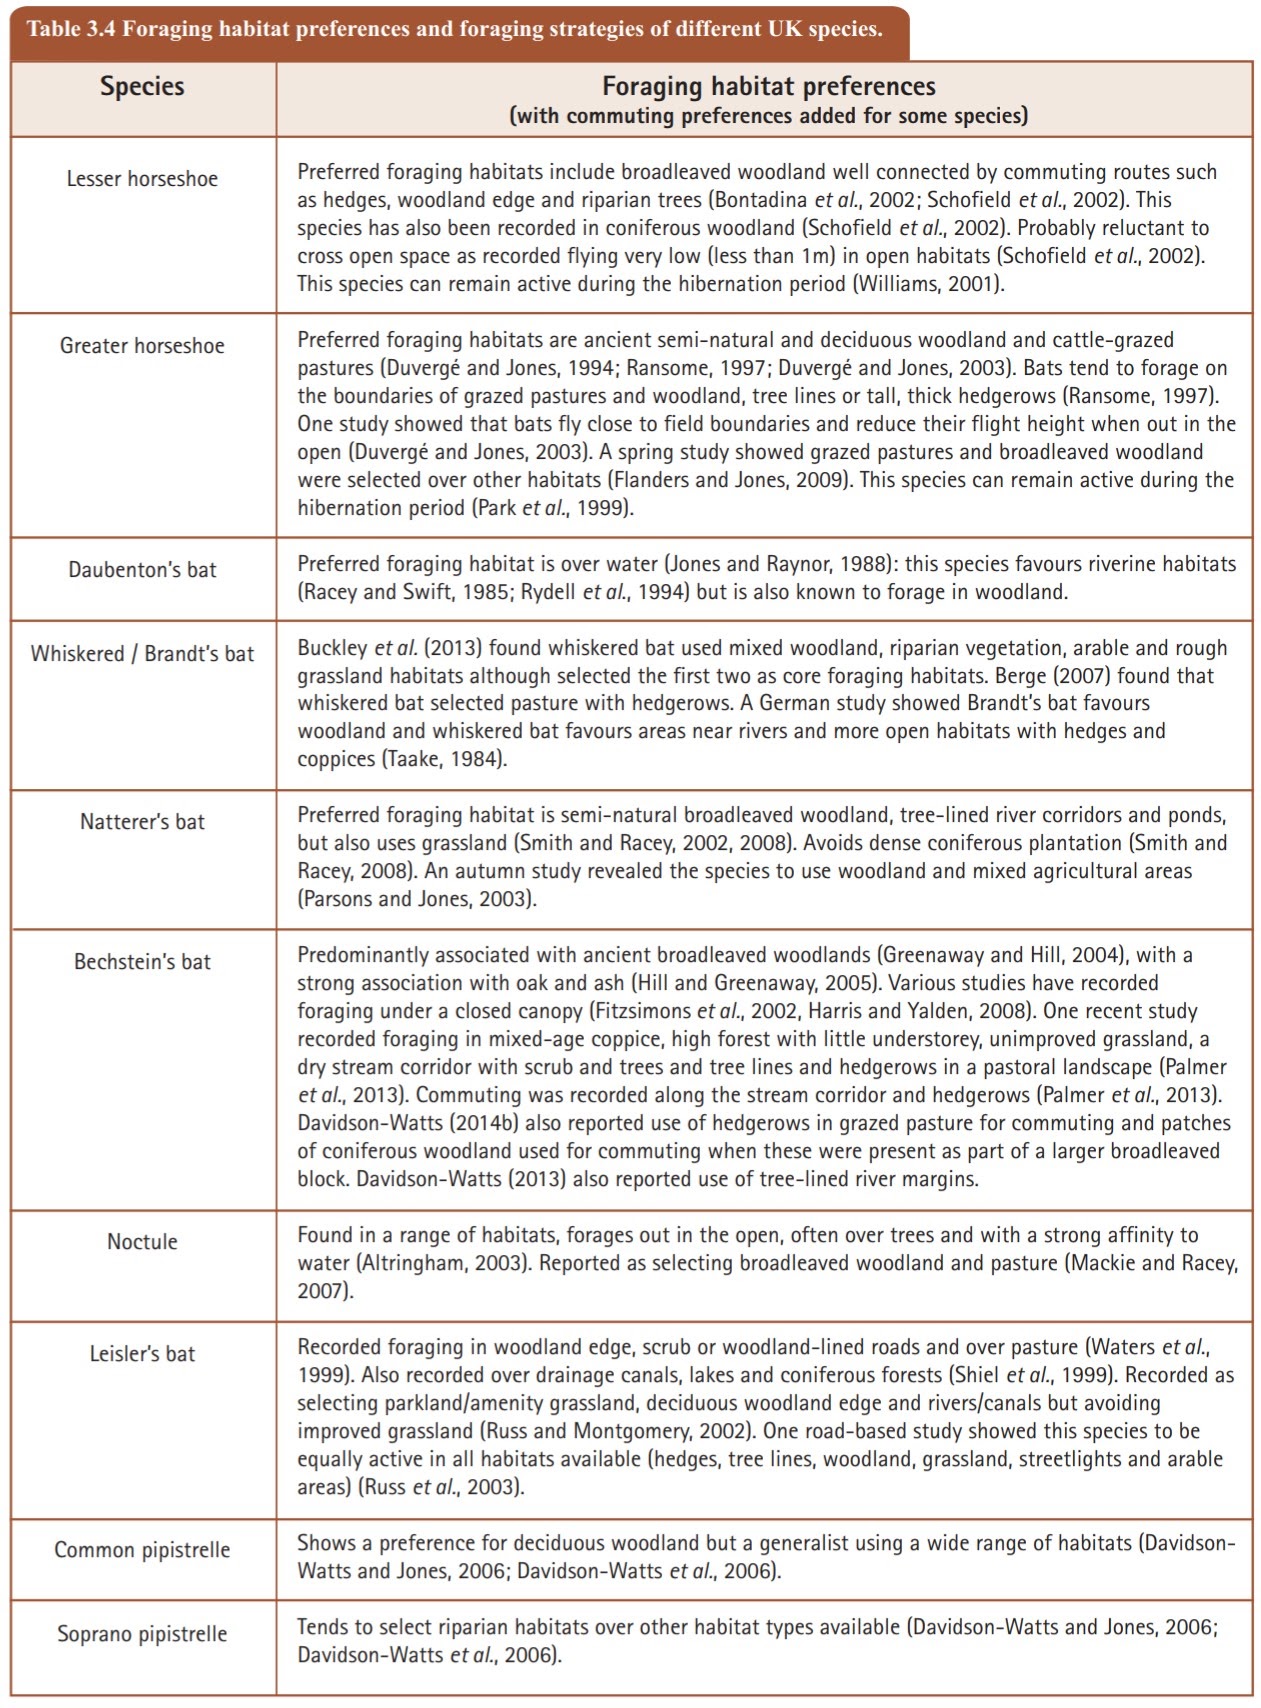 Table 3.4 Foraging habitat preferences and foraging strategies of different UK species.
Species
Foraging habitat preferences
(with commuting preferences added for some species)
Lesser horseshoe
Preferred foraging habitats include broadleaved woodland well connected by commuting routes such
as hedges, woodland edge and riparian trees (Bontadina et al., 2002; Schofield et al., 2002). This
species has also been recorded in coniferous woodland (Schofield et al., 2002). Probably reluctant to
cross open space as recorded flying very low (less than 1m) in open habitats (Schofield et al., 2002).
This species can remain active during the hibernation period (Williams, 2001).
Greater horseshoe
Preferred foraging habitats are ancient semi-natural and deciduous woodland and cattle-grazed
pastures (Duvergé and Jones, 1994; Ransome, 1997; Duvergé and Jones, 2003). Bats tend to forage on
the boundaries of grazed pastures and woodland, tree lines or tall, thick hedgerows (Ransome, 1997).
One study showed that bats fly close to field boundaries and reduce their flight height when out in the
open (Duvergé and Jones, 2003). A spring study showed grazed pastures and broadleaved woodland
were selected over other habitats (Flanders and Jones, 2009). This species can remain active during the
hibernation period (Park et al., 1999).
Daubenton's bat
Preferred foraging habitat is over water (Jones and Raynor, 1988): this species favours riverine habitats
(Racey and Swift, 1985; Rydell et al., 1994) but is also known to forage in woodland.
Whiskered / Brandt's bat
Buckley et al. (2013) found whiskered bat used mixed woodland, riparian vegetation, arable and rough
grassland habitats although selected the first two as core foraging habitats. Berge (2007) found that
whiskered bat selected pasture with hedgerows. A German study showed Brandt's bat favours
woodland and whiskered bat favours areas near rivers and more open habitats with hedges and
coppices (Taake, 1984).
Natterer's bat
Preferred foraging habitat is semi-natural broadleaved woodland, tree-lined river corridors and ponds,
but also uses grassland (Smith and Racey, 2002, 2008). Avoids dense coniferous plantation (Smith and
Racey, 2008). An autumn study revealed the species to use woodland and mixed agricultural areas
(Parsons and Jones, 2003).
Bechstein's bat
Predominantly associated with ancient broadleaved woodlands (Greenaway and Hill, 2004), with a
strong association with oak and ash (Hill and Greenaway, 2005). Various studies have recorded
foraging under a closed canopy (Fitzsimons et al., 2002, Harris and Yalden, 2008). One recent study
recorded foraging in mixed-age coppice, high forest with little understorey, unimproved grassland, a
dry stream corridor with scrub and trees and tree lines and hedgerows in a pastoral landscape (Palmer
et al., 2013). Commuting was recorded along the stream corridor and hedgerows (Palmer et al., 2013).
Davidson-Watts (2014b) also reported use of hedgerows in grazed pasture for commuting and patches
of coniferous woodland used for commuting when these were present as part of a larger broadleaved
block. Davidson-Watts (2013) also reported use of tree-lined river margins.
Noctule
Found in a range of habitats, forages out in the open, often over trees and with a strong affinity to
water (Altringham, 2003). Reported as selecting broadleaved woodland and pasture (Mackie and Racey,
2007).
Leisler's bat
Recorded foraging in woodland edge, scrub or woodland-lined roads and over pasture (Waters et al.,
1999). Also recorded over drainage canals, lakes and coniferous forests (Shiel et al., 1999). Recorded as
selecting parkland/amenity grassland, deciduous woodland edge and rivers/canals but avoiding
improved grassland (Russ and Montgomery, 2002). One road-based study showed this species to be
equally active in all habitats available (hedges, tree lines, woodland, grassland, streetlights and arable
areas) (Russ et al., 2003).
Common pipistrelle
Shows a preference for deciduous woodland but a generalist using a wide range of habitats (Davidson-
Watts and Jones, 2006; Davidson-Watts et al., 2006).
Soprano pipistrelle
Tends to select riparian habitats over other habitat types available (Davidson-Watts and Jones, 2006;
Davidson-Watts et al., 2006).